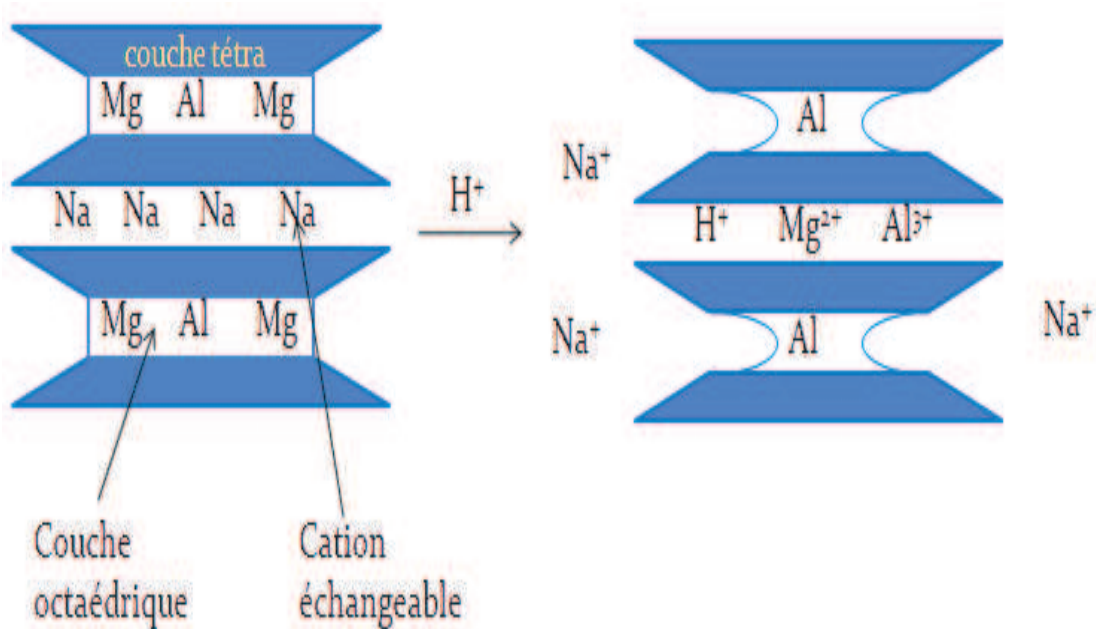 couche tétra
Mg Al Mg
Na Na Na Na
Mg Al Mg
Couche
octaédrique
Cation
échangeable
H⁺
Al
Na⁺
H⁺ Mg²⁺ Al³⁺
Na⁺ Al Na⁺